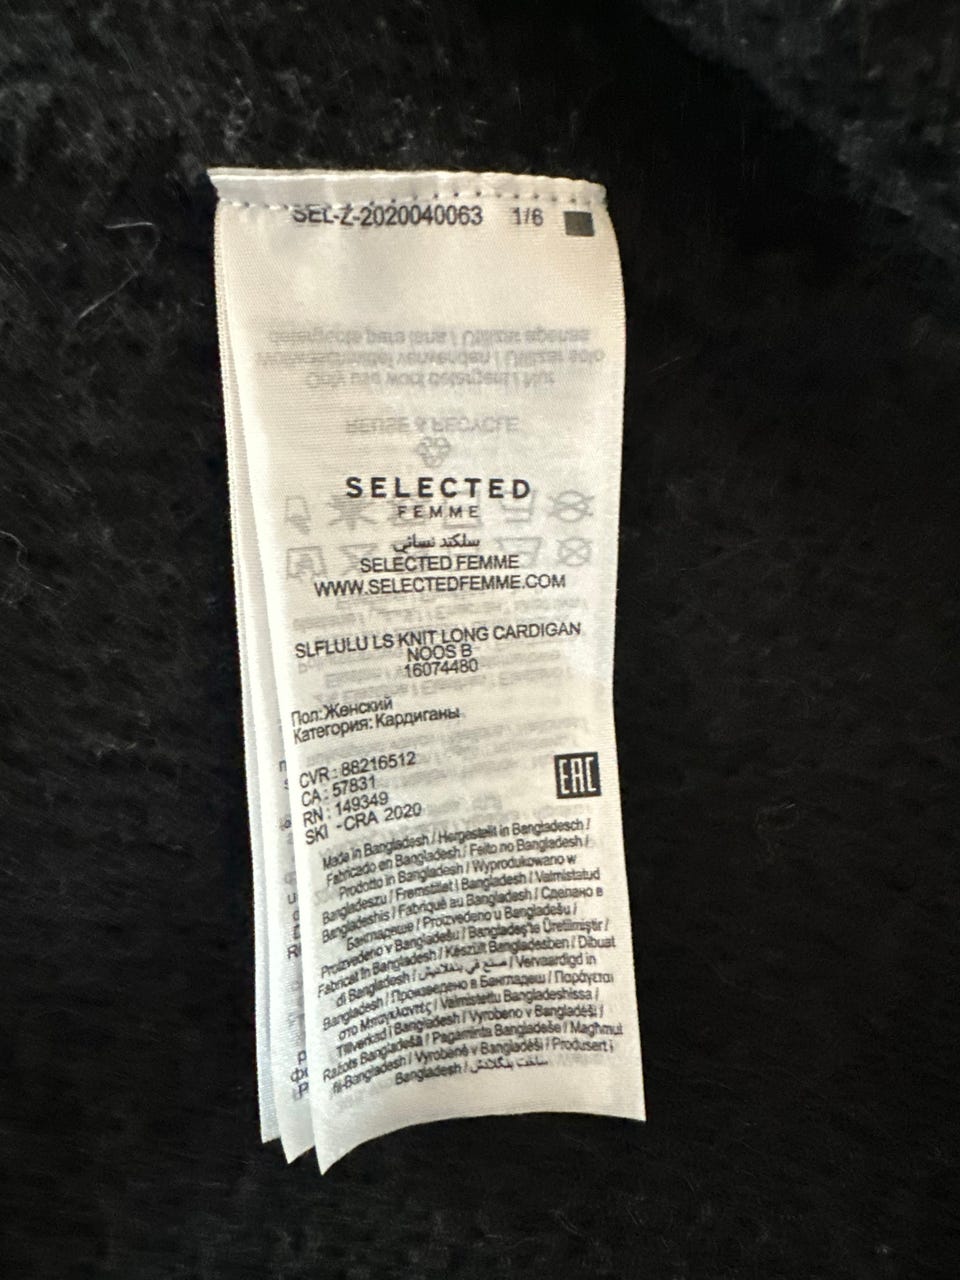 SEL-Z-2020040063 1/6
REUSE & RECYCLE
SELECTED
FEMME
سلكتد نسائي
SELECTED FEMME
WWW.SELECTEDFEMME.COM
SLFLULU LS KNIT LONG CARDIGAN
NOOS B
16074480
Пол:Женский
Категория: Кардиганы
CVR : 88216512
CA : 57831
RN : 149349
SKI - CRA 2020
EAC
Made in Bangladesh / Hergestellt in Bangladesch /
Fabricado en Bangladesh / Feito no Bangladesh /
Prodotto in Bangladesh / Wyprodukowano w
Bangladeszu / Fremstillet i Bangladesh / Valmistatud
Bangladeshis / Fabriqué au Bangladesh / Сделано в
Бангладеше / Proizvedeno u Bangladešu /
Proizvedeno v Bangladešu / Bangladeş'te Üretilmiştir /
Fabricat în Bangladesh / Készült Bangladesben / Dibuat
di Bangladesh / صنع في بنغلاديش / Vervaardigd in
Bangladesh / Произведено в Бангладеш / Παράγεται
στο Μπαγκλαντές / Valmistettu Bangladeshissa /
Tillverkad i Bangladesh / Vyrobeno v Bangladéši /
Ražots Bangladešā / Pagaminta Bangladeše / Magħmul
fil-Bangladesh / Vyrobené v Bangladéši / Produsert i
Bangladesh / ساخت بنگلادش